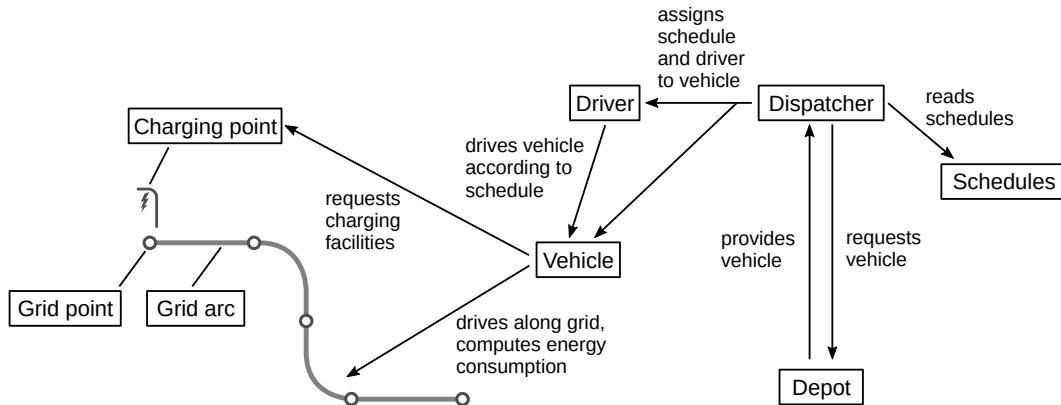 assigns
schedule
and driver
to vehicle
Driver
Dispatcher
reads
schedules
Charging point
drives vehicle
according to
schedule
Schedules
requests
charging
facilities
provides
vehicle
requests
vehicle
Vehicle
Grid point
Grid arc
drives along grid,
computes energy
consumption
Depot